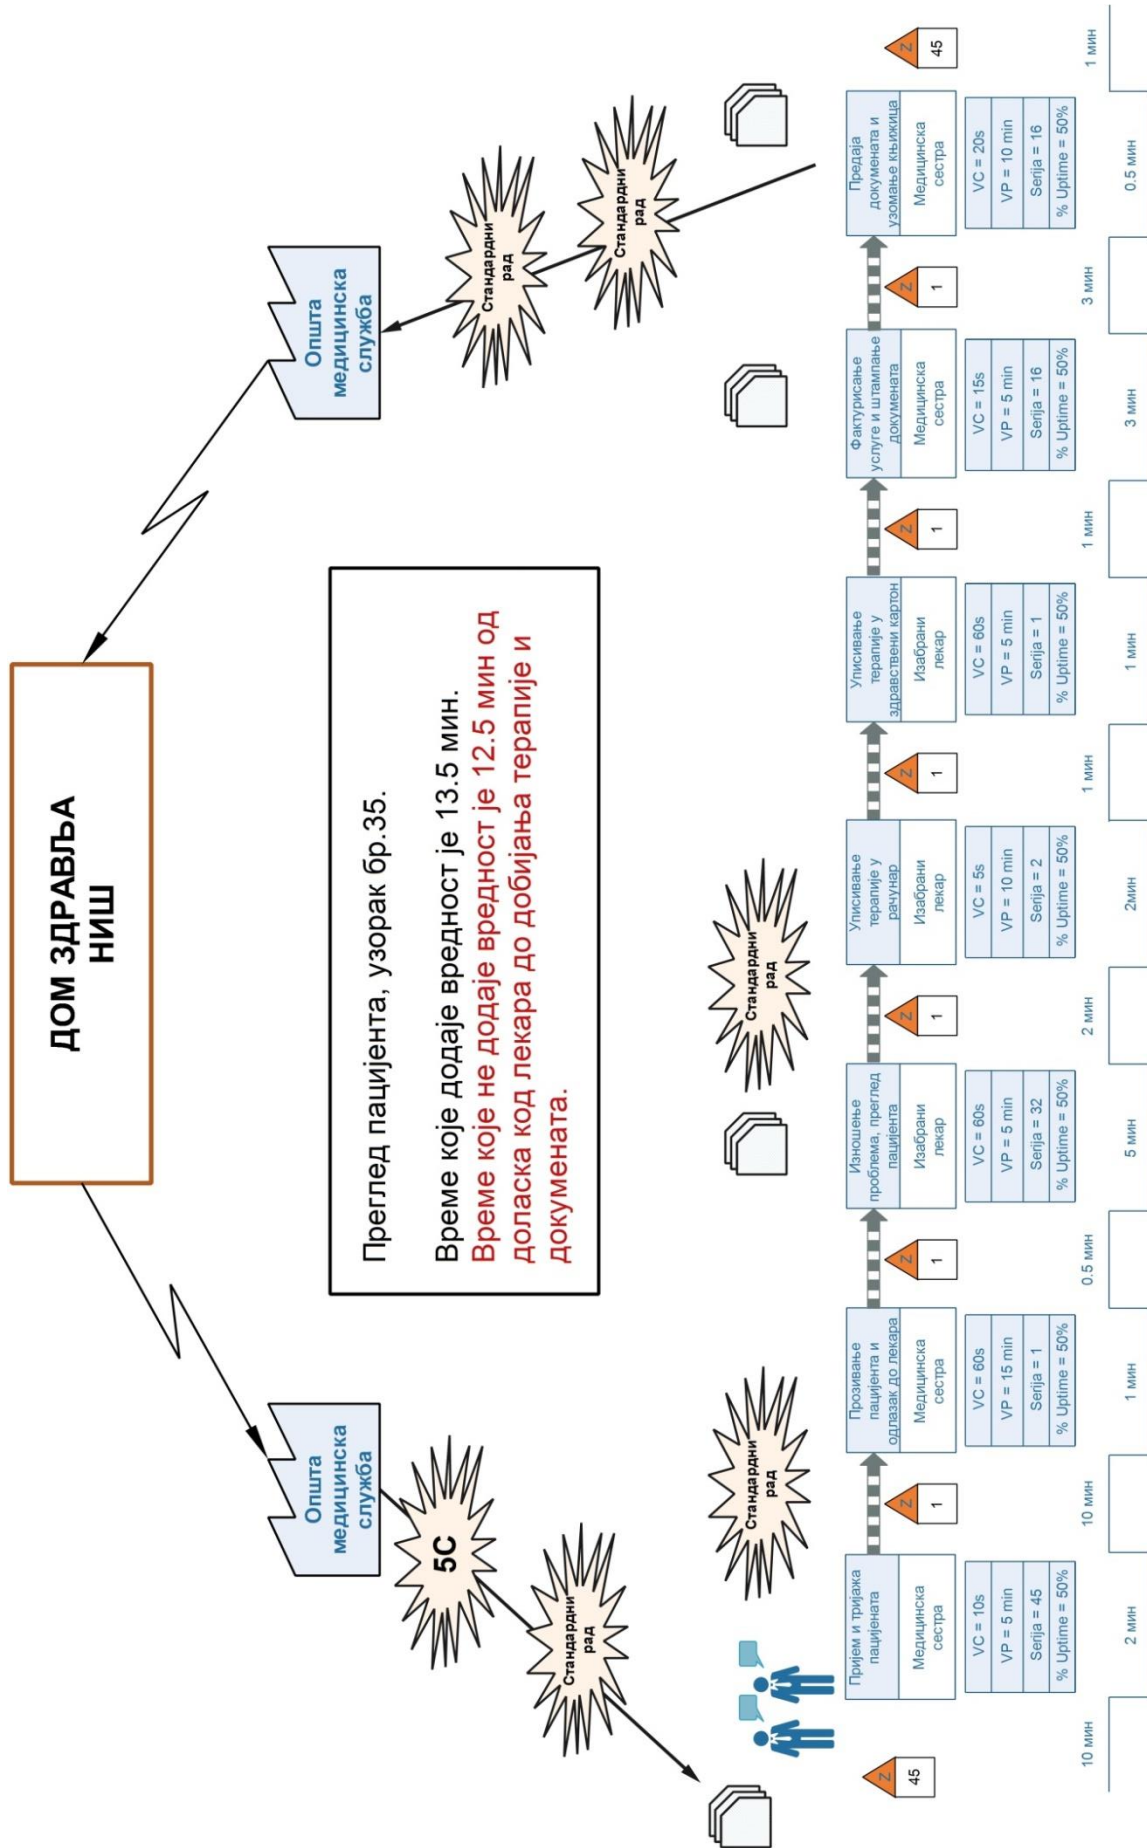 ДОМ ЗДРАВЉА
НИШ
Општа
медицинска
служба
Општа
медицинска
служба
5С
Стандардни
рад
Стандардни
рад
Стандардни
рад
Преглед пацијента, узорак бр.35.
Време које додаје вредност је 13.5 мин.
Време које не додаје вредност је 12.5 мин од
доласка код лекара до добијања терапије и
докумената.
Стандардни
рад
Стандардни
рад
Z
45
Пријем и тријажа
пацијената
Медицинска
сестра
VC = 10s
VP = 5 min
Serija = 45
% Uptime = 50%
Z
1
Прозивање
пацијента и
одлазак до лекара
Медицинска
сестра
VC = 60s
VP = 15 min
Serija = 1
% Uptime = 50%
Z
1
Изношење
проблема, преглед
пацијента
Изабрани
лекар
VC = 60s
VP = 5 min
Serija = 32
% Uptime = 50%
Z
1
Уписивање
терапије у
рачунар
Изабрани
лекар
VC = 5s
VP = 10 min
Serija = 2
% Uptime = 50%
Z
1
Уписивање
терапије у
здравствени картон
Изабрани
лекар
VC = 60s
VP = 5 min
Serija = 1
% Uptime = 50%
Z
1
Фактурисање
услуге и штампање
докумената
Медицинска
сестра
VC = 15s
VP = 5 min
Serija = 16
% Uptime = 50%
Z
1
Предаја
докумената и
узомање књижица
Медицинска
сестра
VC = 20s
VP = 10 min
Serija = 16
% Uptime = 50%
Z
45
10 мин
2 мин
10 мин
1 мин
0.5 мин
5 мин
2 мин
2мин
1 мин
1 мин
1 мин
3 мин
3 мин
0.5 мин
1 мин